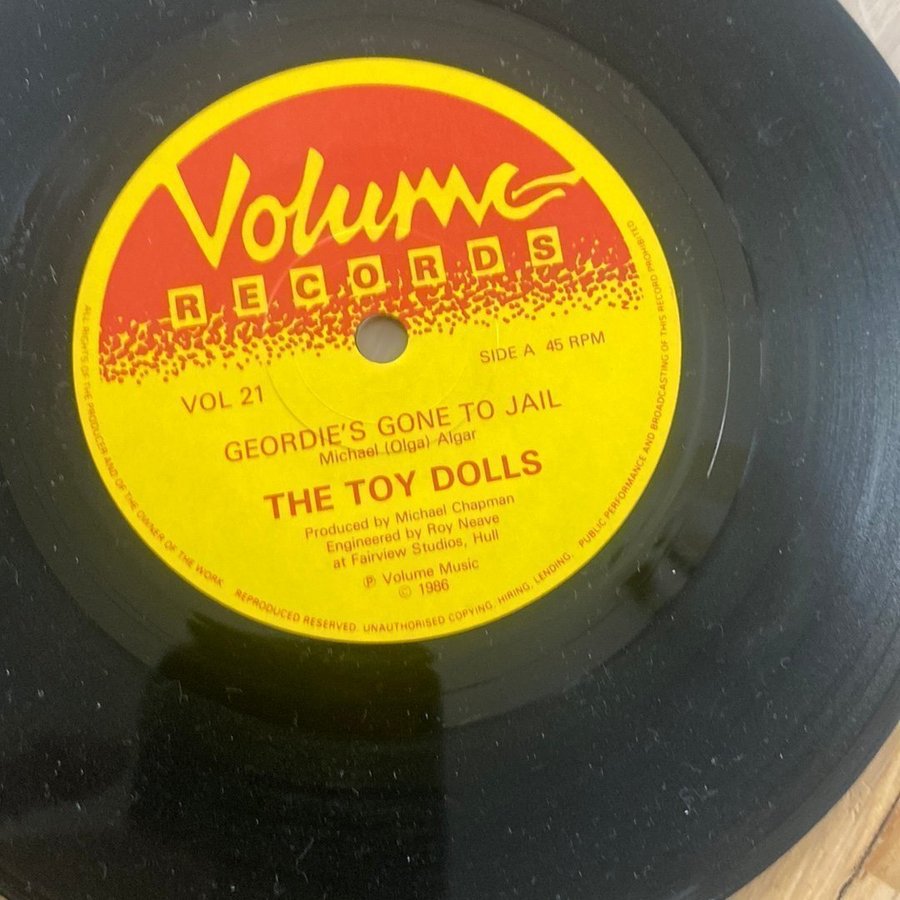 Volume
RECORDS
SIDE A 45 RPM
VOL 21
GEORDIE'S GONE TO JAIL
Michael (Olga) Algar
THE TOY DOLLS
Produced by Michael Chapman
Engineered by Roy Neave
at Fairview Studios, Hull
℗ Volume Music
© 1986
ALL RIGHTS OF THE PRODUCER AND OF THE OWNER OF THE WORK REPRODUCED RESERVED. UNAUTHORISED COPYING, HIRING, LENDING, PUBLIC PERFORMANCE AND BROADCASTING OF THIS RECORD PROHIBITED